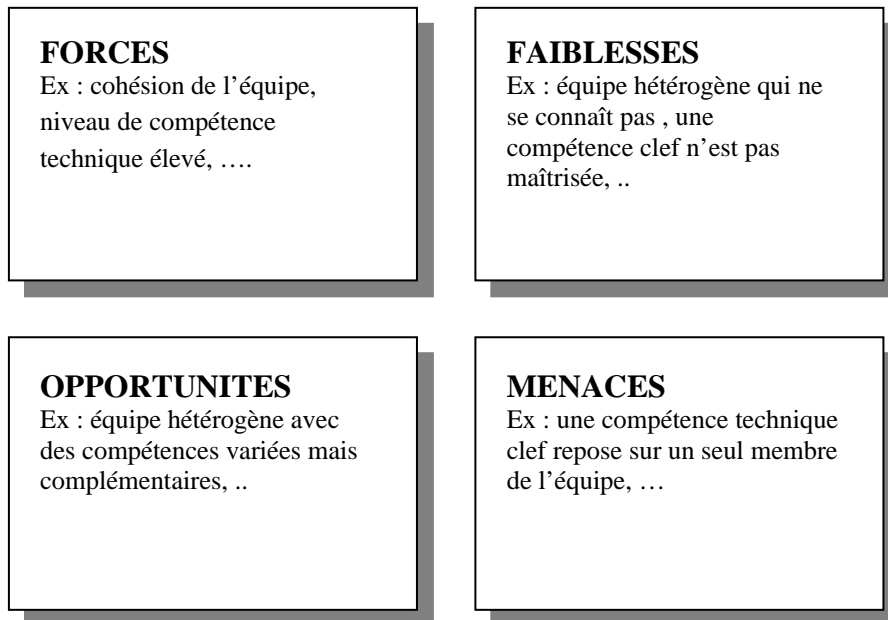 FORCES
Ex : cohésion de l’équipe,
niveau de compétence
technique élevé, ….
FAIBLESSES
Ex : équipe hétérogène qui ne
se connaît pas , une
compétence clef n’est pas
maîtrisée, ..
OPPORTUNITES
Ex : équipe hétérogène avec
des compétences variées mais
complémentaires, ..
MENACES
Ex : une compétence technique
clef repose sur un seul membre
de l’équipe, …